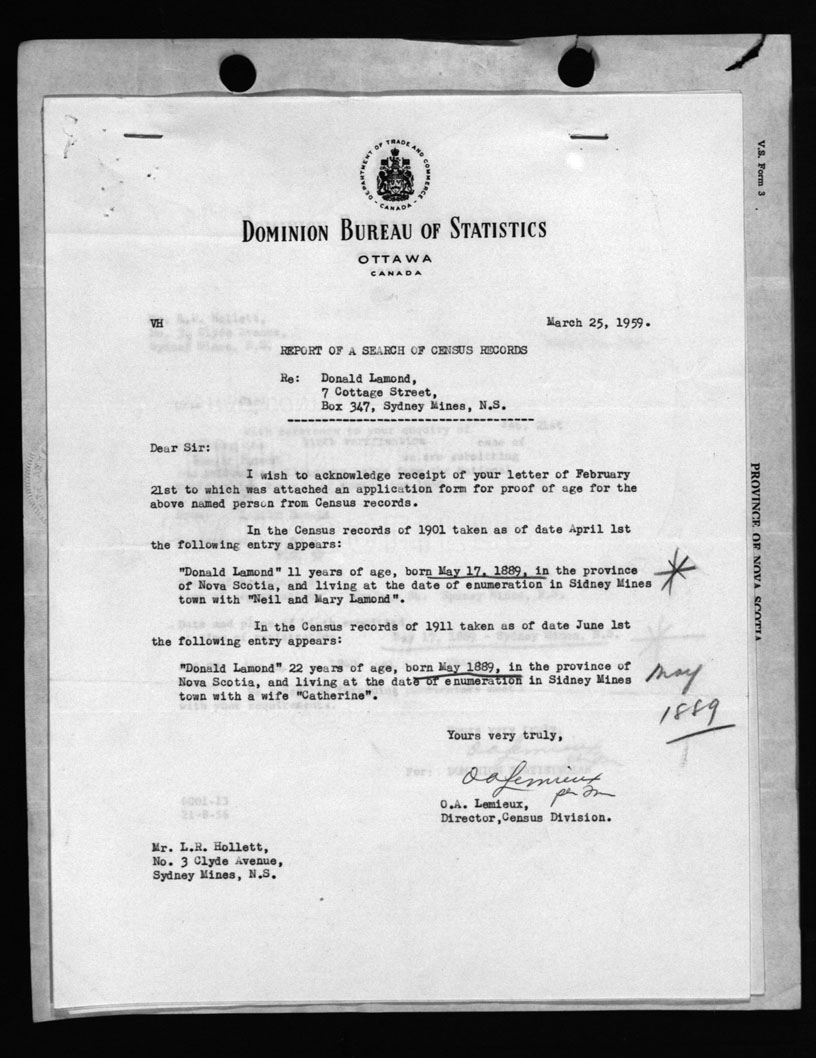 DEPARTMENT OF TRADE AND COMMERCE
- CANADA -
DOMINION BUREAU OF STATISTICS
OTTAWA
CANADA
V.S. Form 3
VH
March 25, 1959.
REPORT OF A SEARCH OF CENSUS RECORDS
Re: Donald Lamond,
7 Cottage Street,
Box 347, Sydney Mines, N.S.
Dear Sir:
I wish to acknowledge receipt of your letter of February
21st to which was attached an application form for proof of age for the
above named person from Census records.
In the Census records of 1901 taken as of date April 1st
the following entry appears:
"Donald Lamond" 11 years of age, born May 17, 1889, in the province
of Nova Scotia, and living at the date of enumeration in Sidney Mines
town with "Neil and Mary Lamond".
PROVINCE OF NOVA SCOTIA
In the Census records of 1911 taken as of date June 1st
the following entry appears:
"Donald Lamond" 22 years of age, born May 1889, in the province of
Nova Scotia, and living at the date of enumeration in Sidney Mines
town with a wife "Catherine".
May
1889
Yours very truly,
O A Lemieux
per
O.A. Lemieux,
Director,Census Division.
Mr. L.R. Hollett,
No. 3 Clyde Avenue,
Sydney Mines, N.S.